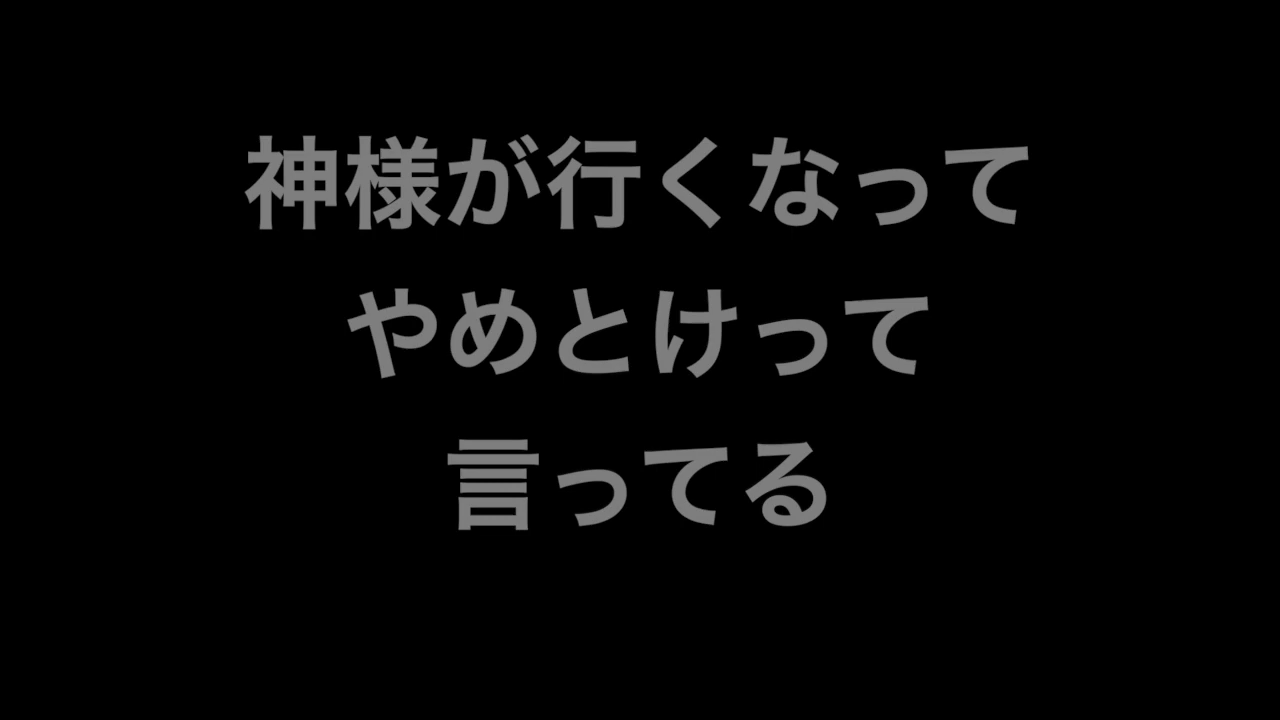 神様が行くなって
やめとけって
言ってる